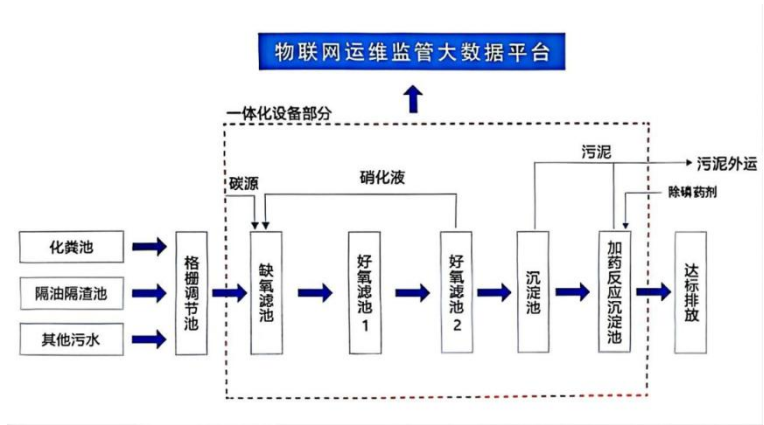 物联网运维监管大数据平台
一体化设备部分
污泥
污泥外运
碳源
硝化液
除磷药剂
化粪池
隔油隔渣池
其他污水
格栅调节池
缺氧滤池
好氧滤池1
好氧滤池2
沉淀池
加药反应沉淀池
达标排放